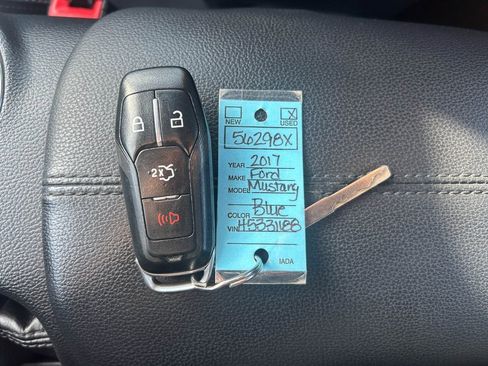 2X
NEW USED
X
56298X
YEAR 2017
MAKE Ford
MODEL Mustang
COLOR Blue
VIN H5331188
IADA